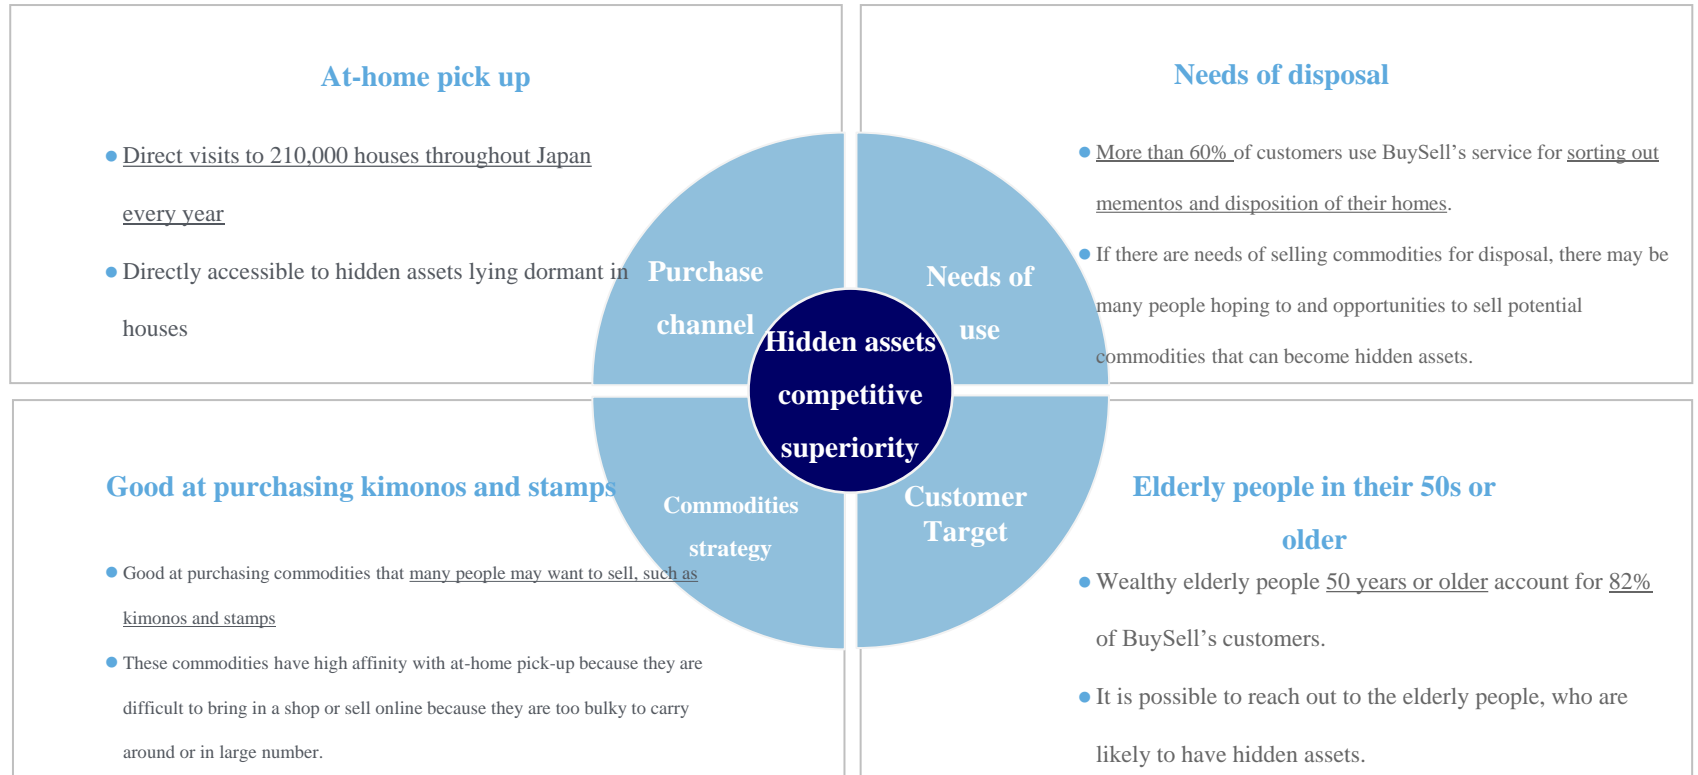 At-home pick up
Direct visits to 210,000 houses throughout Japan
every year
Directly accessible to hidden assets lying dormant in
houses
Needs of disposal
More than 60% of customers use BuySell’s service for sorting out
mementos and disposition of their homes.
If there are needs of selling commodities for disposal, there may be
many people hoping to and opportunities to sell potential
commodities that can become hidden assets.
Purchase
channel
Needs of
use
Hidden assets
competitive
superiority
Commodities
strategy
Customer
Target
Good at purchasing kimonos and stamps
Good at purchasing commodities that many people may want to sell, such as
kimonos and stamps
These commodities have high affinity with at-home pick-up because they are
difficult to bring in a shop or sell online because they are too bulky to carry
around or in large number.
Elderly people in their 50s or
older
Wealthy elderly people 50 years or older account for 82%
of BuySell’s customers.
It is possible to reach out to the elderly people, who are
likely to have hidden assets.